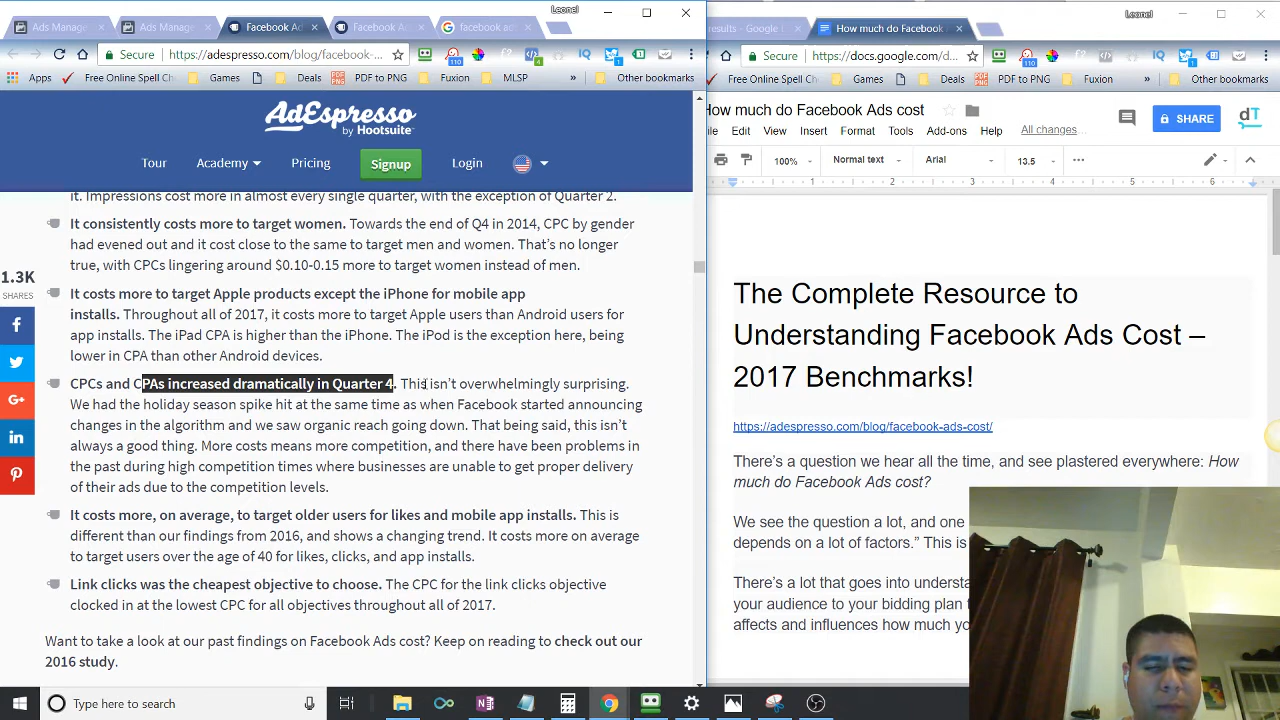 Leonel
Ads Manage
Ads Manage
Facebook Ad
Facebook Ad
facebook ads
Secure
https://adespresso.com/blog/facebook-...
110
4
1
Apps
Free Online Spell Ch
Games
Deals
PDF to PNG
Fuxion
MLSP
»
Other bookmarks
AdEspresso
by Hootsuite
Tour
Academy
Pricing
Signup
Login
it. Impressions cost more in almost every single quarter, with the exception of Quarter 2.
It consistently costs more to target women. Towards the end of Q4 in 2014, CPC by gender
had evened out and it cost close to the same to target men and women. That's no longer
true, with CPCs lingering around $0.10-0.15 more to target women instead of men.
It costs more to target Apple products except the iPhone for mobile app
installs. Throughout all of 2017, it costs more to target Apple users than Android users for
app installs. The iPad CPA is higher than the iPhone. The iPod is the exception here, being
lower in CPA than other Android devices.
CPCs and CPAs increased dramatically in Quarter 4. This isn't overwhelmingly surprising.
We had the holiday season spike hit at the same time as when Facebook started announcing
changes in the algorithm and we saw organic reach going down. That being said, this isn't
always a good thing. More costs means more competition, and there have been problems in
the past during high competition times where businesses are unable to get proper delivery
of their ads due to the competition levels.
It costs more, on average, to target older users for likes and mobile app installs. This is
different than our findings from 2016, and shows a changing trend. It costs more on average
to target users over the age of 40 for likes, clicks, and app installs.
Link clicks was the cheapest objective to choose. The CPC for the link clicks objective
clocked in at the lowest CPC for all objectives throughout all of 2017.
Want to take a look at our past findings on Facebook Ads cost? Keep on reading to check out our
2016 study.
1.3K
SHARES
Leonel
results - Google
How much do Facebook
Secure
https://docs.google.com/d...
110
1
Free Online Spell Ch
Games
Deals
PDF to PNG
Fuxion
»
Other bookmarks
How much do Facebook Ads cost
ile
Edit
View
Insert
Format
Tools
Add-ons
Help
All changes...
SHARE
dT
100%
Normal text
Arial
13.5
1
2
3
4
5
6
The Complete Resource to
Understanding Facebook Ads Cost –
2017 Benchmarks!
https://adespresso.com/blog/facebook-ads-cost/
There's a question we hear all the time, and see plastered everywhere: How
much do Facebook Ads cost?
We see the question a lot, and one
depends on a lot of factors." This is
There's a lot that goes into understa
your audience to your bidding plan
affects and influences how much yo
Type here to search